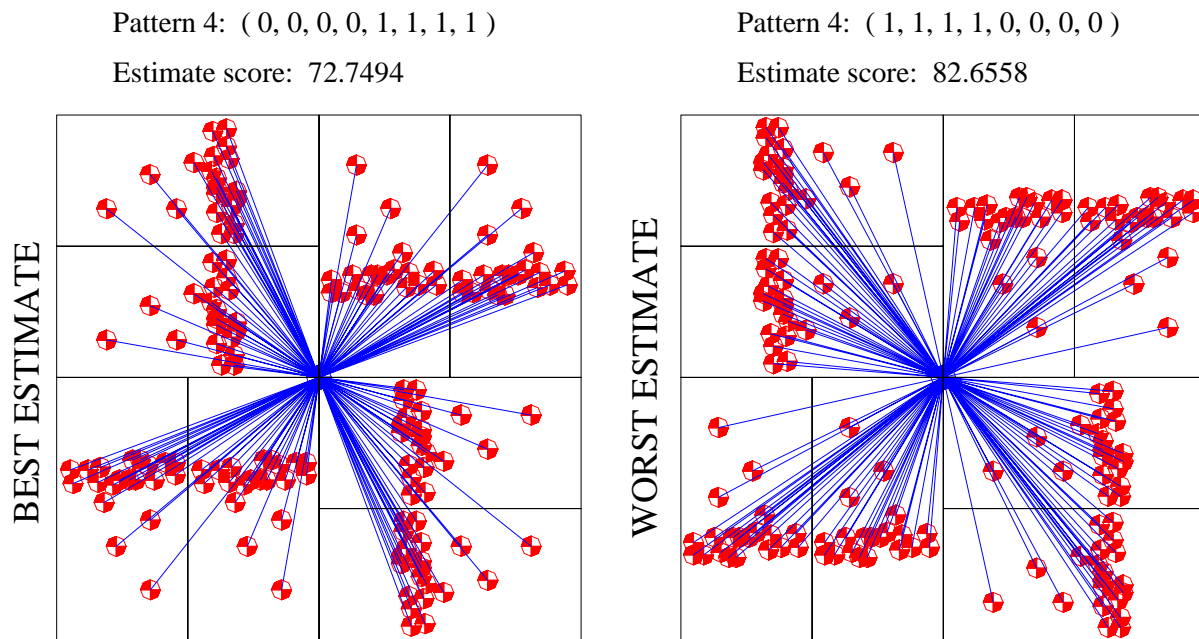 Pattern 4: ( 0, 0, 0, 0, 1, 1, 1, 1 )
Estimate score: 72.7494
BEST ESTIMATE
Pattern 4: ( 1, 1, 1, 1, 0, 0, 0, 0 )
Estimate score: 82.6558
WORST ESTIMATE